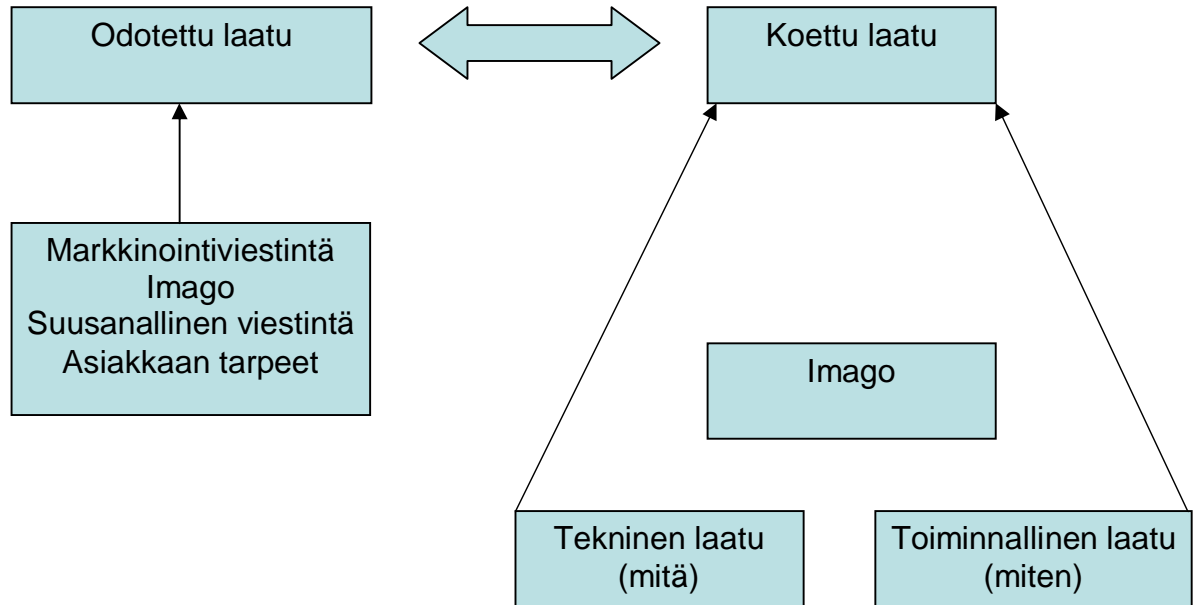 Odotettu laatu
Koettu laatu
Markkinointiviestintä
Imago
Suusanallinen viestintä
Asiakkaan tarpeet
Imago
Tekninen laatu
(mitä)
Toiminnallinen laatu
(miten)